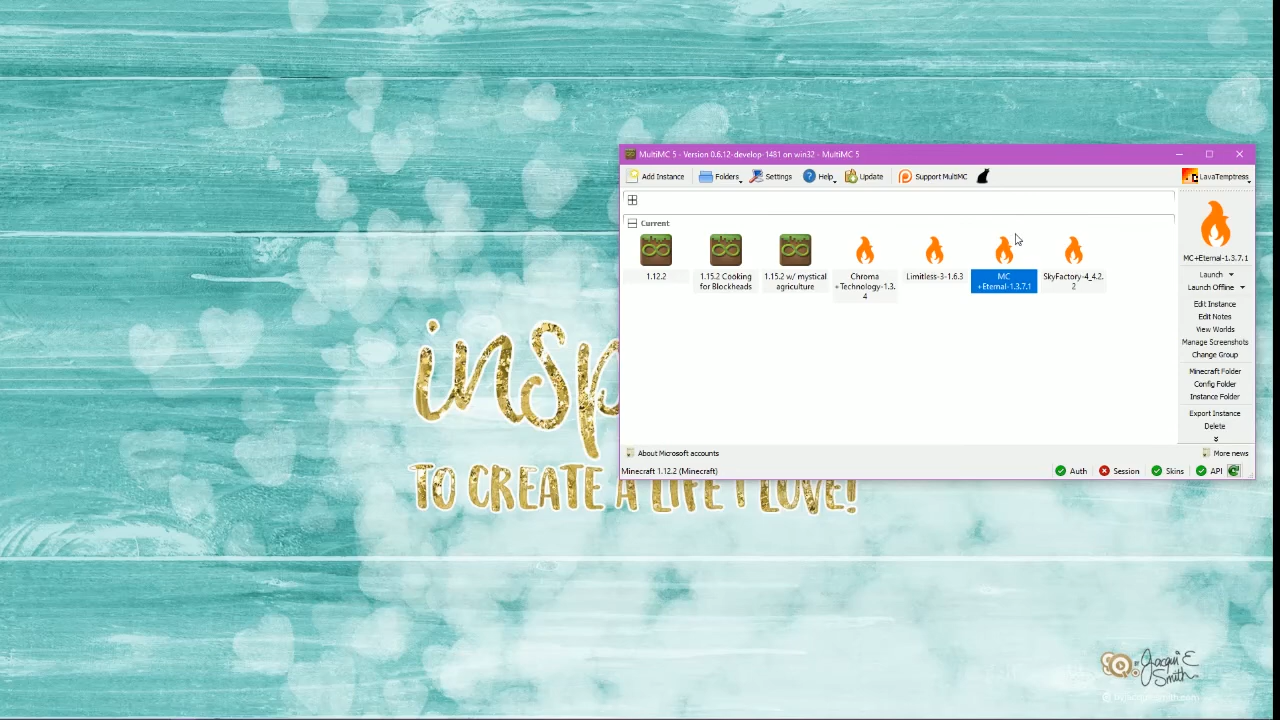 MultiMC 5 - Version 0.6.12-develop-1481 on win32 - MultiMC 5
Add Instance Folders Settings Help Update Support MultiMC LavaTemptress
Current
1.12.2
1.15.2 Cooking
for Blockheads
1.15.2 w/ mystical
agriculture
Chroma
+Technology-1.3.
4
Limitless-3-1.6.3
MC
+Eternal-1.3.7.1
SkyFactory-4_4.2.
2
MC+Eternal-1.3.7.1
Launch
Launch Offline
Edit Instance
Edit Notes
View Worlds
Manage Screenshots
Change Group
Minecraft Folder
Config Folder
Instance Folder
Export Instance
Delete
About Microsoft accounts
More news
Minecraft 1.12.2 (Minecraft)
Auth Session Skins API
insp
TO CREATE A LIFE I LOVE!
Jacqui E
Smith